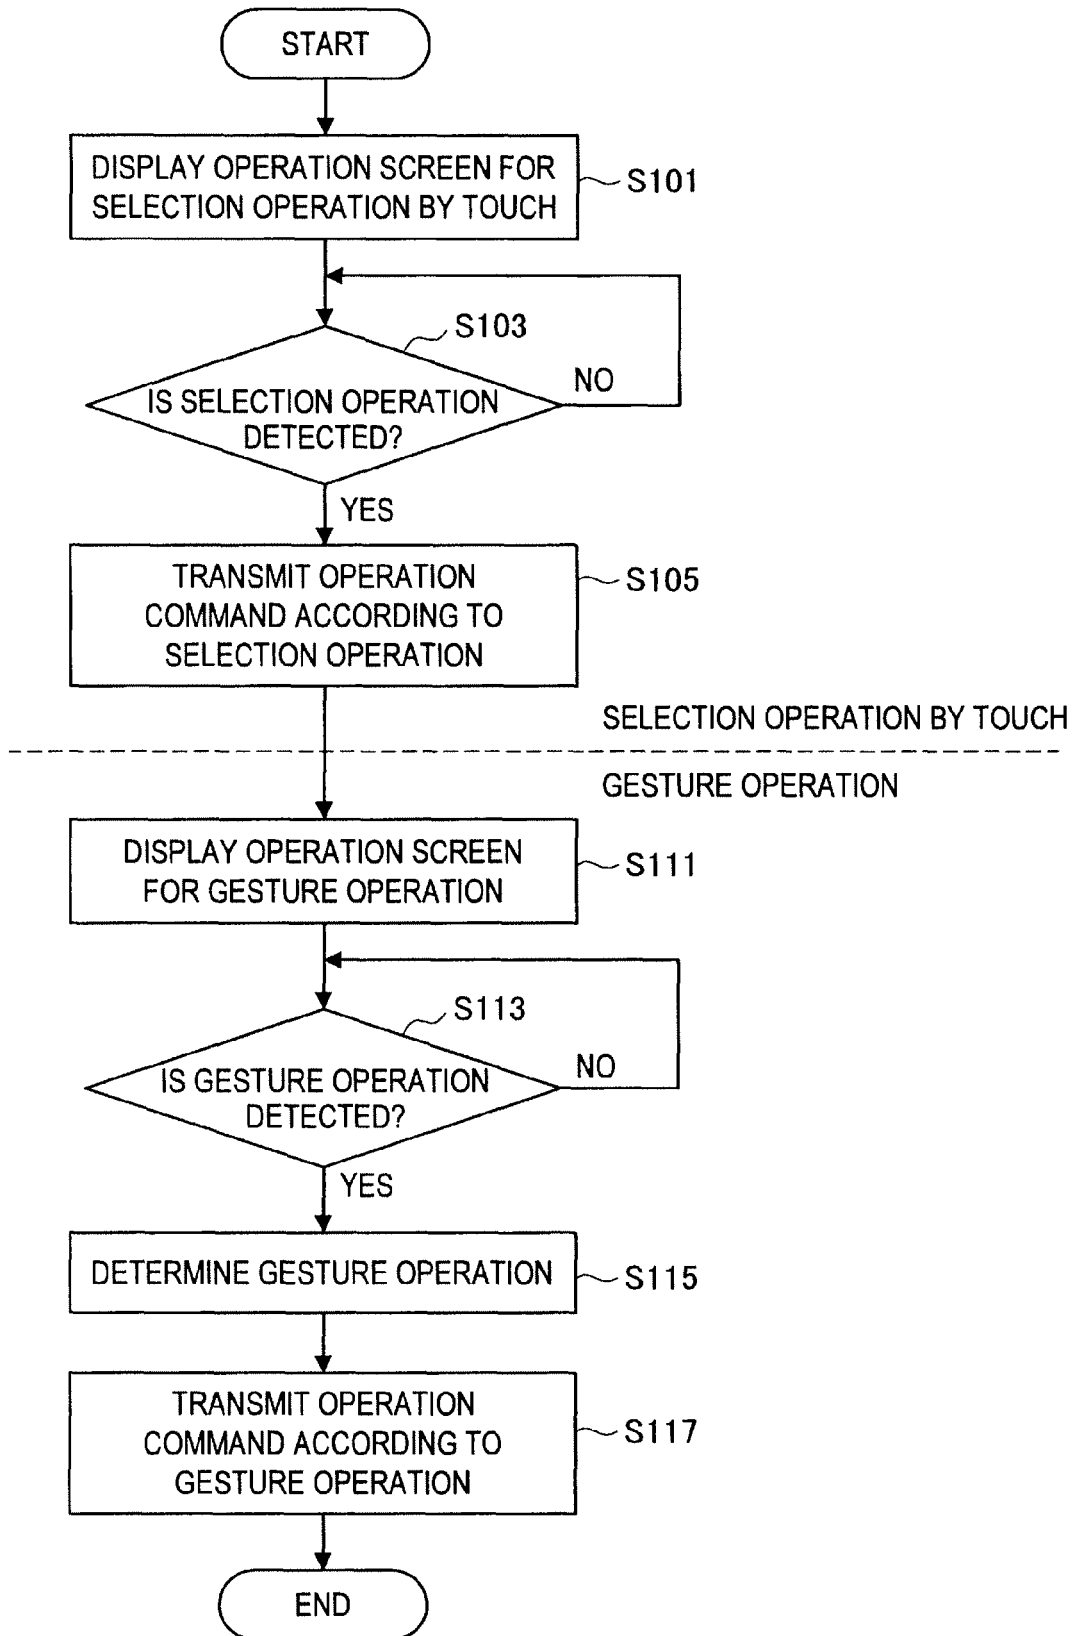 START
DISPLAY OPERATION SCREEN FOR
SELECTION OPERATION BY TOUCH
S101
S103
IS SELECTION OPERATION
DETECTED?
NO
YES
TRANSMIT OPERATION
COMMAND ACCORDING TO
SELECTION OPERATION
S105
SELECTION OPERATION BY TOUCH
GESTURE OPERATION
DISPLAY OPERATION SCREEN
FOR GESTURE OPERATION
S111
S113
IS GESTURE OPERATION
DETECTED?
NO
YES
DETERMINE GESTURE OPERATION
S115
TRANSMIT OPERATION
COMMAND ACCORDING TO
GESTURE OPERATION
S117
END